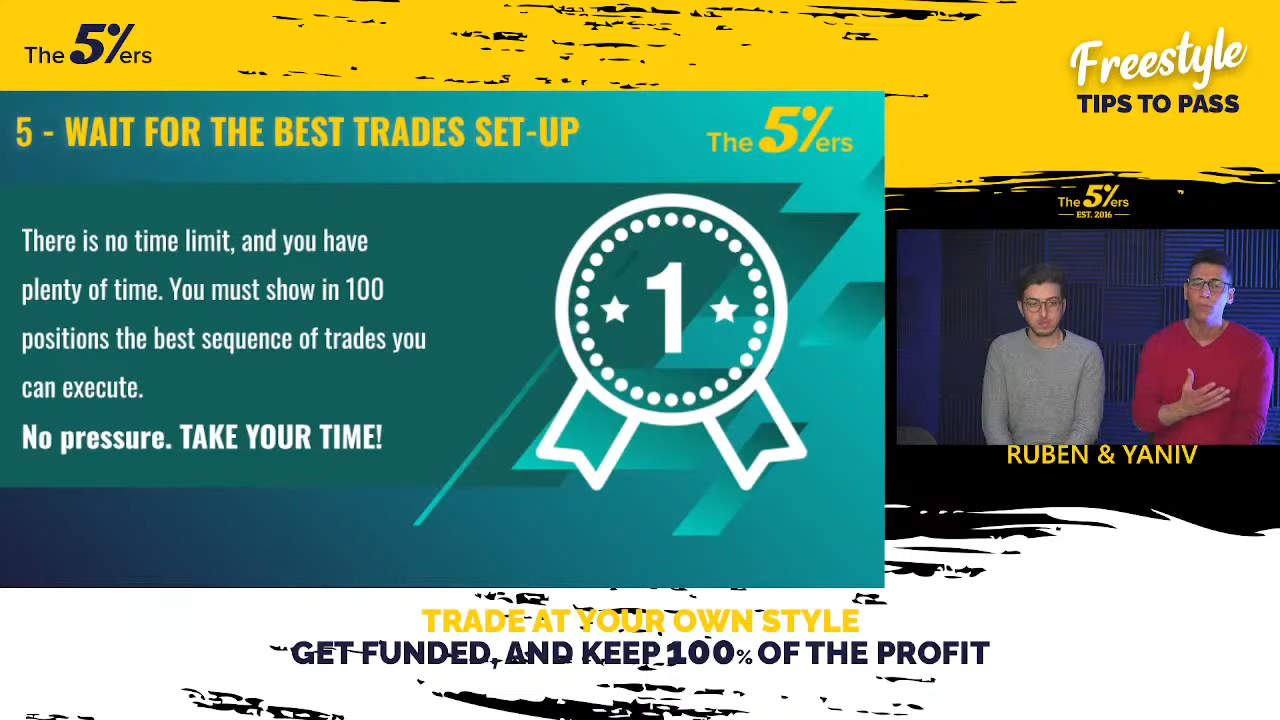 The 5%ers
Freestyle
TIPS TO PASS
5 - WAIT FOR THE BEST TRADES SET-UP
The 5%ers
There is no time limit, and you have
plenty of time. You must show in 100
positions the best sequence of trades you
can execute.
No pressure. TAKE YOUR TIME!
1
The 5%ers
EST. 2016
RUBEN & YANIV
TRADE AT YOUR OWN STYLE
GET FUNDED, AND KEEP 100% OF THE PROFIT